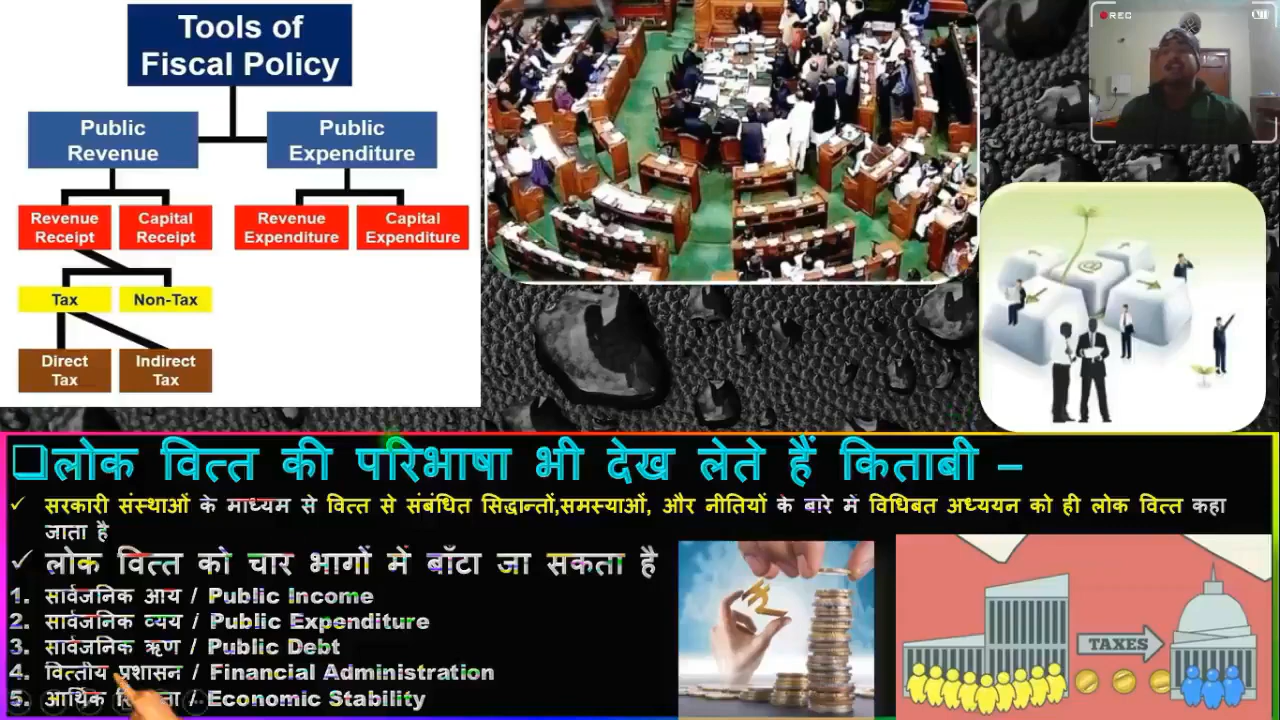 Tools of
Fiscal Policy
Public
Revenue
Public
Expenditure
Revenue
Receipt
Capital
Receipt
Revenue
Expenditure
Capital
Expenditure
Tax
Non-Tax
Direct
Tax
Indirect
Tax
REC
@
लोक वित्त की परिभाषा भी देख लेते हैं किताबी –
सरकारी संस्थाओं के माध्यम से वित्त से संबंधित सिद्धान्तों,समस्याओं, और नीतियों के बारे में विधिबत अध्ययन को ही लोक वित्त कहा
जाता है
लोक वित्त को चार भागों में बाँटा जा सकता है
1. सार्वजनिक आय / Public Income
2. सार्वजनिक व्यय / Public Expenditure
3. सार्वजनिक ऋण / Public Debt
4. वित्तीय प्रशासन / Financial Administration
5. आर्थिक / Economic Stability
TAXES